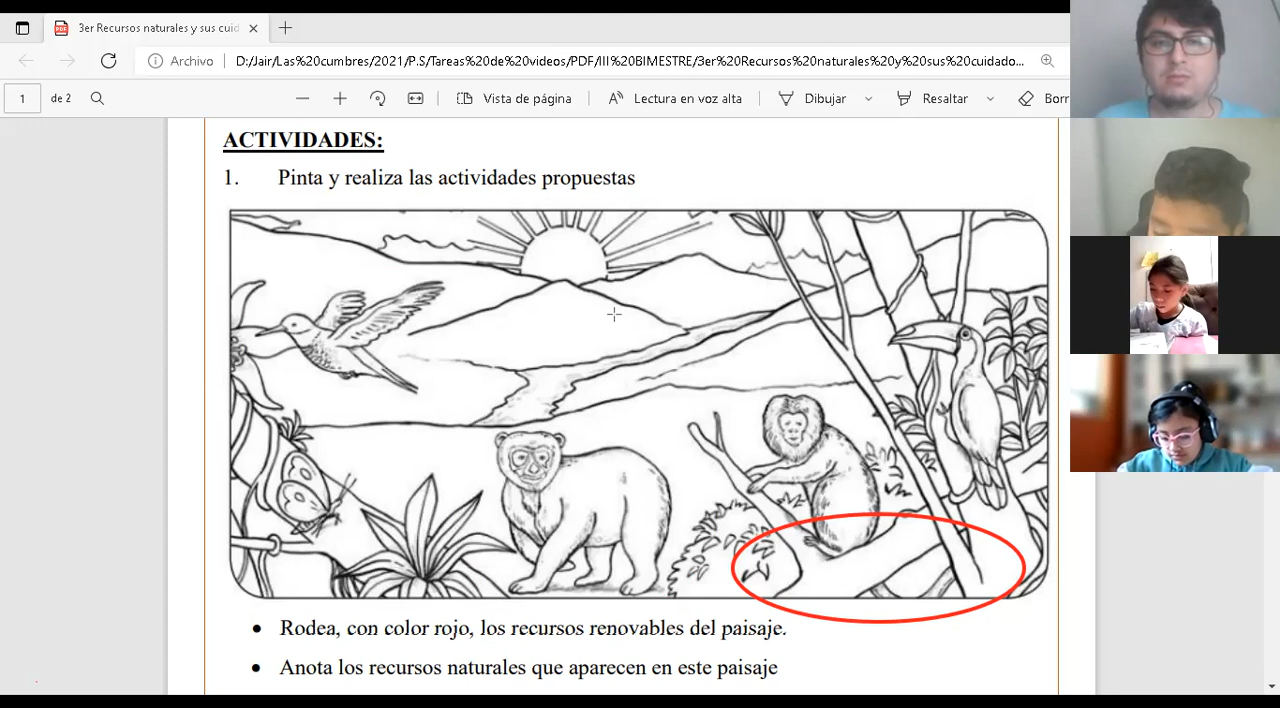 3er Recursos naturales y sus cuid
Archivo
D:/Jair/Las%20cumbres/2021/P.S/Tareas%20de%20videos/PDF/III%20BIMESTRE/3er%20Recursos%20naturales%20y%20sus%20cuidado...
1 de 2 Vista de página Lectura en voz alta Dibujar Resaltar Borr
ACTIVIDADES:
1. Pinta y realiza las actividades propuestas
• Rodea, con color rojo, los recursos renovables del paisaje.
• Anota los recursos naturales que aparecen en este paisaje